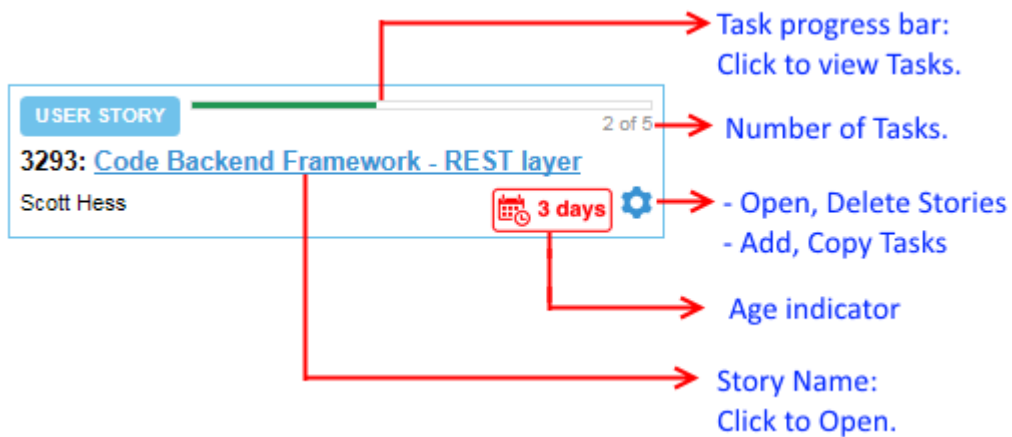 Task progress bar:
Click to view Tasks.
USER STORY
2 of 5
Number of Tasks.
3293: Code Backend Framework - REST layer
Scott Hess
3 days
- Open, Delete Stories
- Add, Copy Tasks
Age indicator
Story Name:
Click to Open.